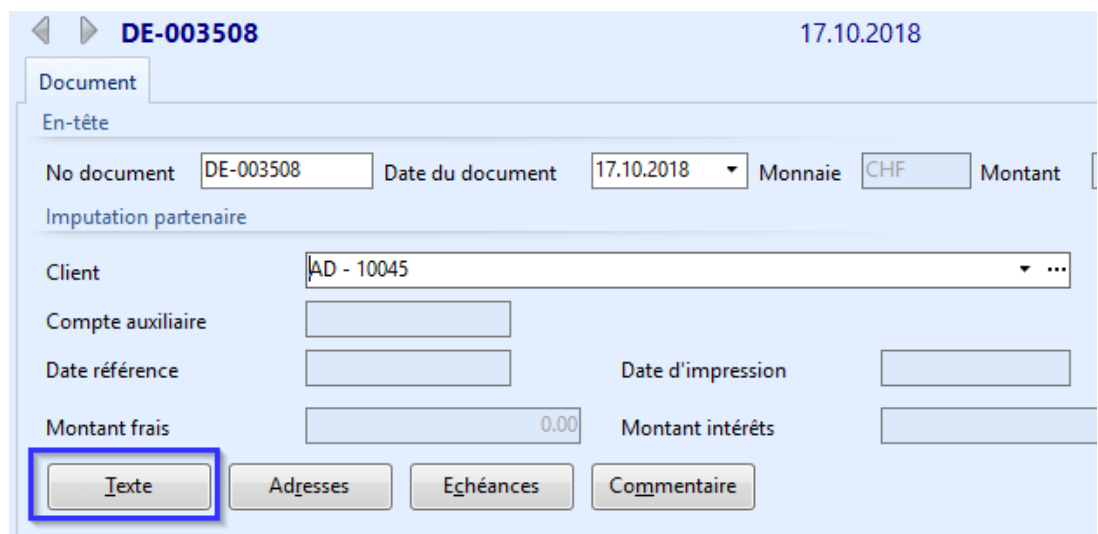 DE-003508 17.10.2018
Document
En-tête
No document DE-003508 Date du document 17.10.2018 Monnaie CHF Montant
Imputation partenaire
Client AD - 10045
Compte auxiliaire
Date référence Date d'impression
Montant frais 0.00 Montant intérêts
Texte Adresses Echéances Commentaire